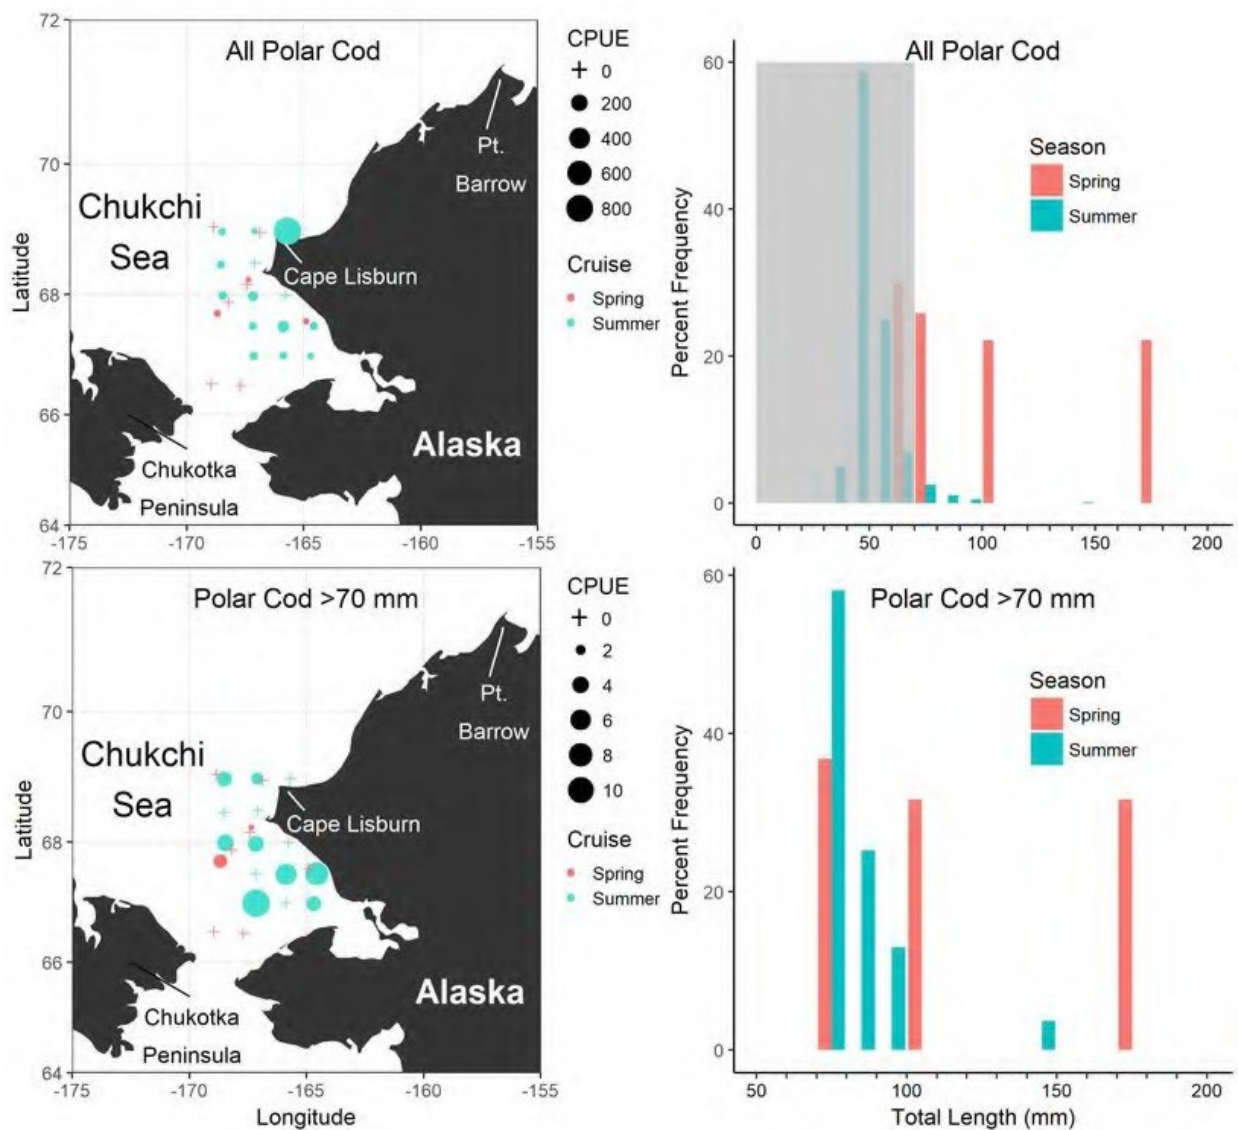 72
70
68
66
64
Latitude
-175
-170
-165
-160
-155
All Polar Cod
Chukchi
Sea
Pt.
Barrow
Cape Lisburn
Alaska
Chukotka
Peninsula
CPUE
0
200
400
600
800
Cruise
Spring
Summer
60
40
20
0
Percent Frequency
0
50
100
150
200
All Polar Cod
Season
Spring
Summer
72
70
68
66
64
Latitude
-175
-170
-165
-160
-155
Longitude
Polar Cod >70 mm
Chukchi
Sea
Pt.
Barrow
Cape Lisburn
Alaska
Chukotka
Peninsula
CPUE
0
2
4
6
8
10
Cruise
Spring
Summer
60
40
20
0
Percent Frequency
50
100
150
200
Total Length (mm)
Polar Cod >70 mm
Season
Spring
Summer